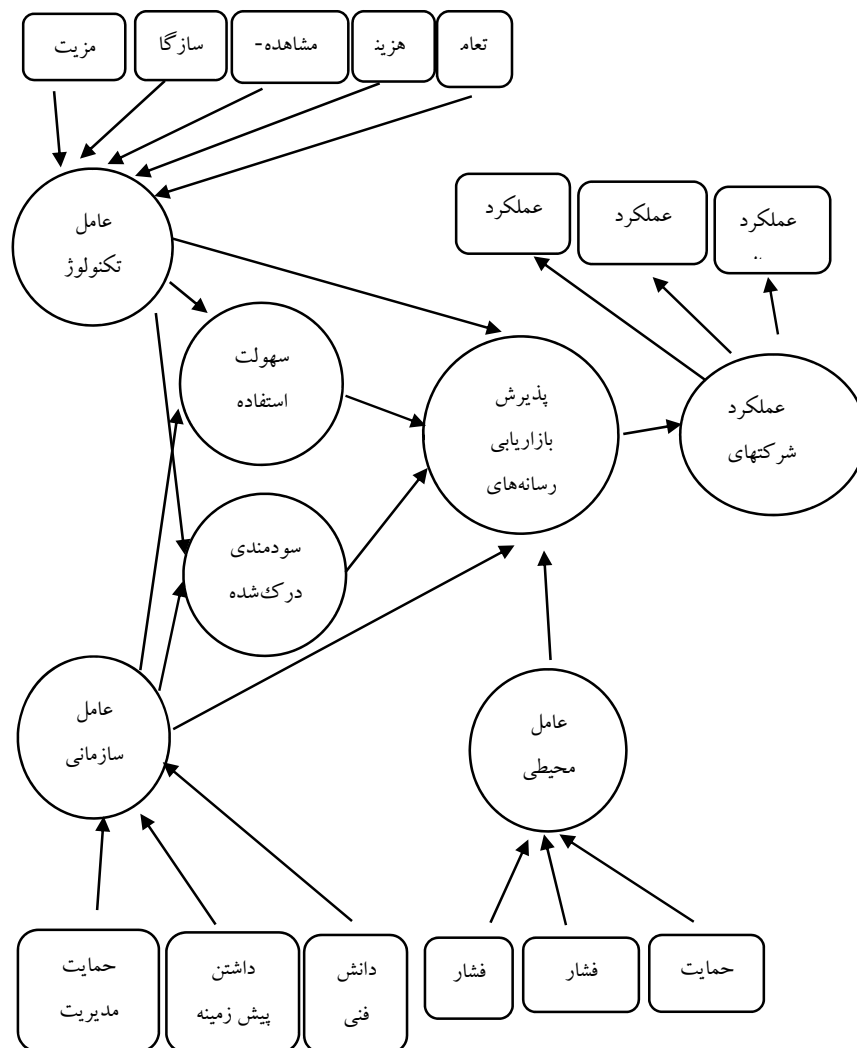 تعام
هزین
مشاهده-
سازگا
مزیت
عامل
تکنولوژ
عملکرد
عملکرد
عملکرد
سهولت
استفاده
پذیرش
بازاریابی
رسانه‌های
عملکرد
شرکتهای
سودمندی
درک‌شده
عامل
سازمانی
عامل
محیطی
حمایت
فشار
فشار
دانش
فنی
داشتن
پیش زمینه
حمایت
مدیریت